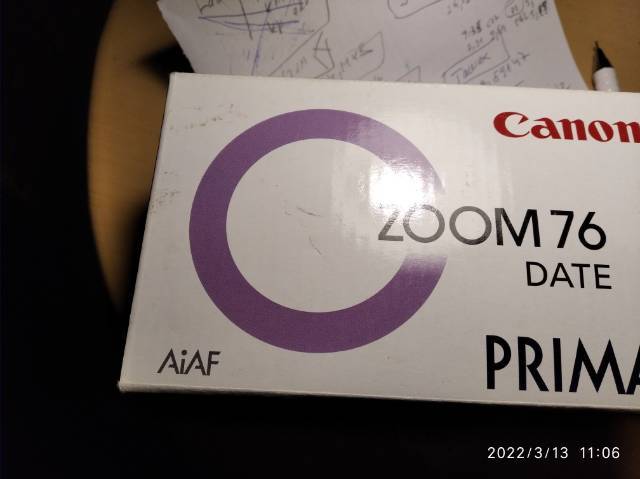 Canon
ZOOM 76
DATE
PRIMA
AiAF
2022/3/13 11:06